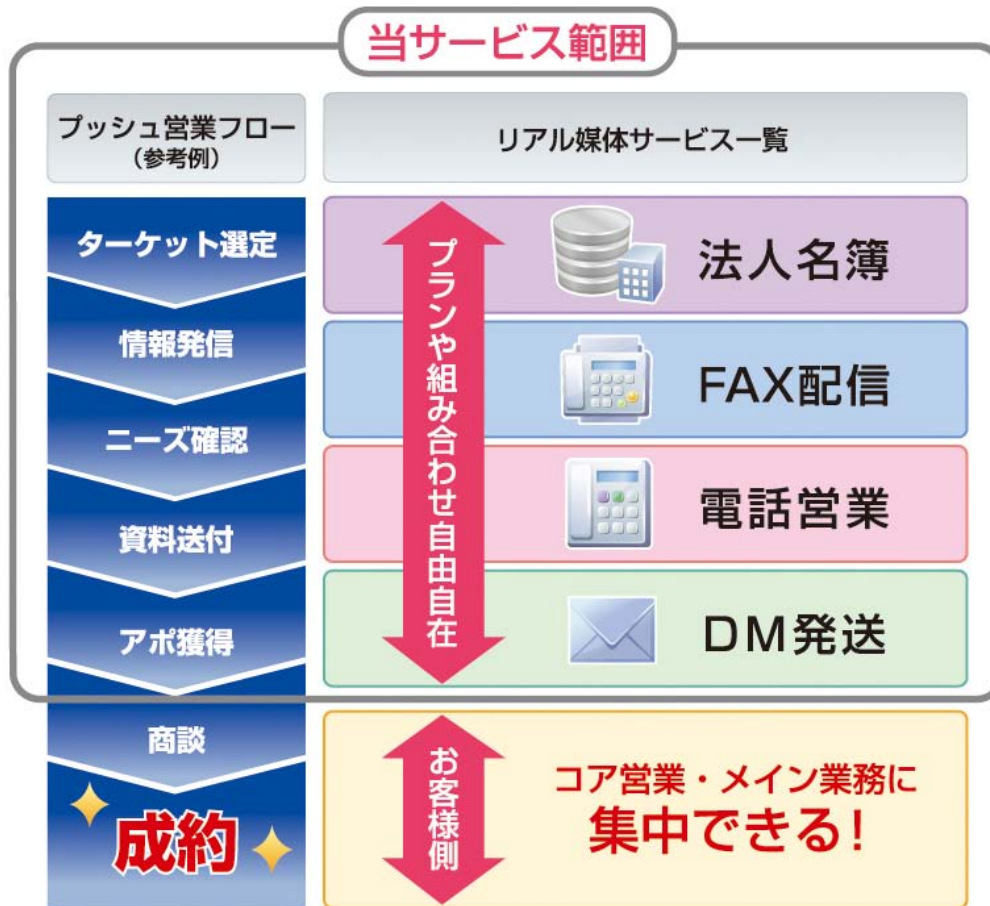 当サービス範囲
プッシュ営業フロー
(参考例)
リアル媒体サービス一覧
ターケット選定
情報発信
ニーズ確認
資料送付
アポ獲得
商談
成約
プランや組み合わせ自由自在
法人名簿
FAX配信
電話営業
DM発送
お客様側
コア営業・メイン業務に
集中できる!